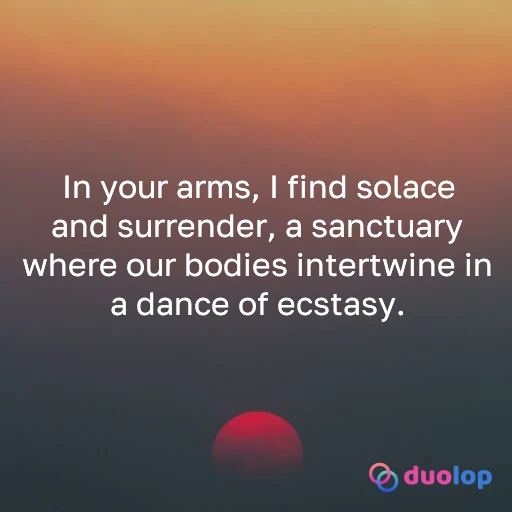 In your arms, I find solace
and surrender, a sanctuary
where our bodies intertwine in
a dance of ecstasy.
duolop